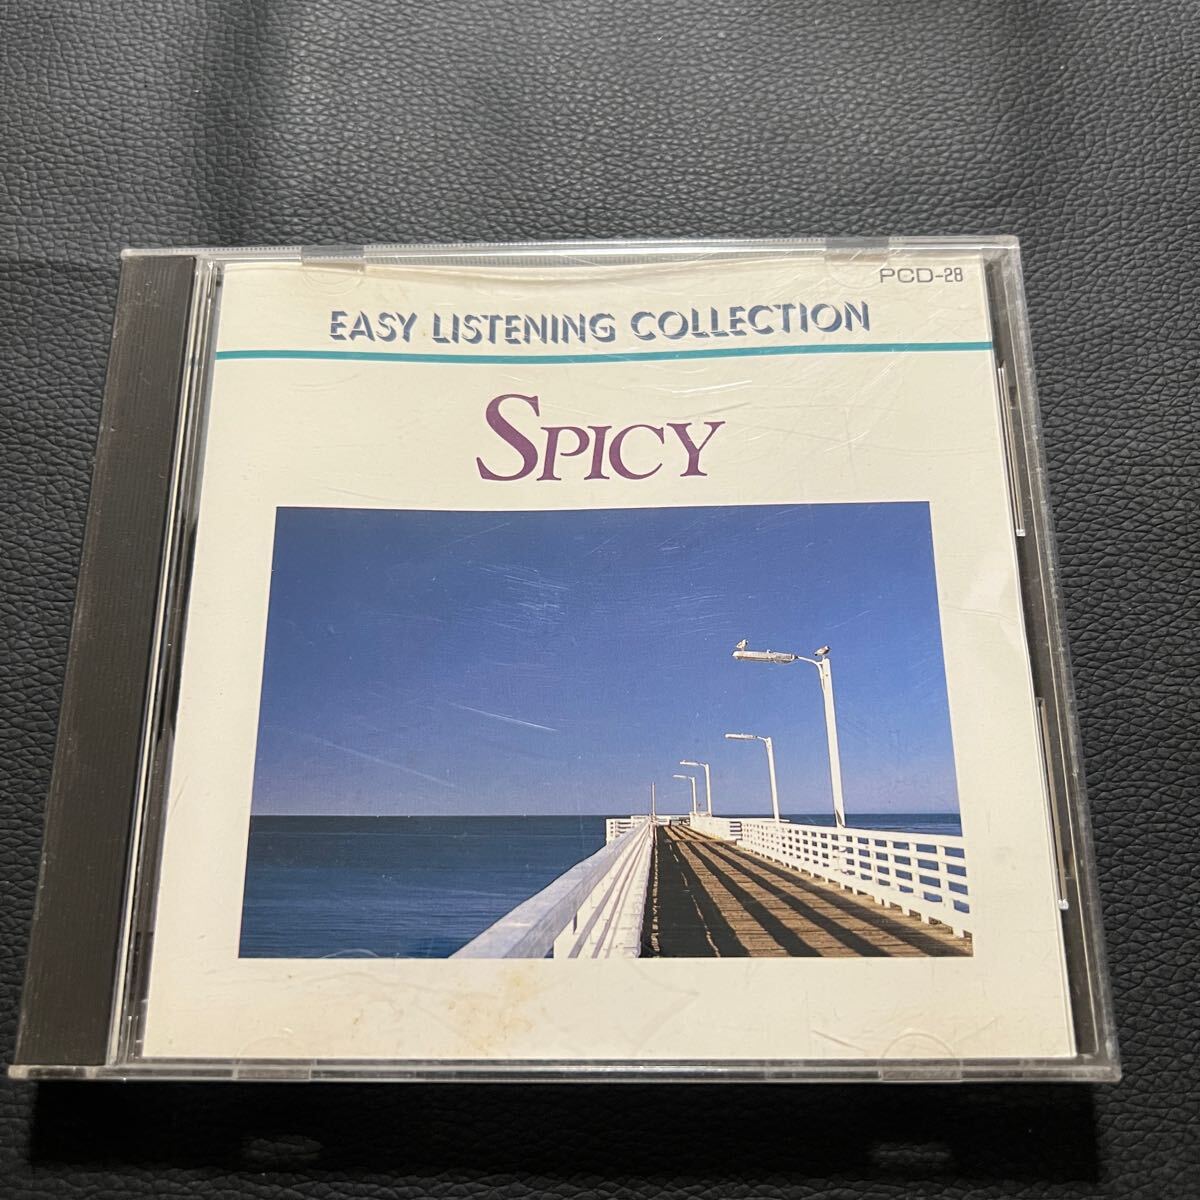 PCD-28
EASY LISTENING COLLECTION
SPICY